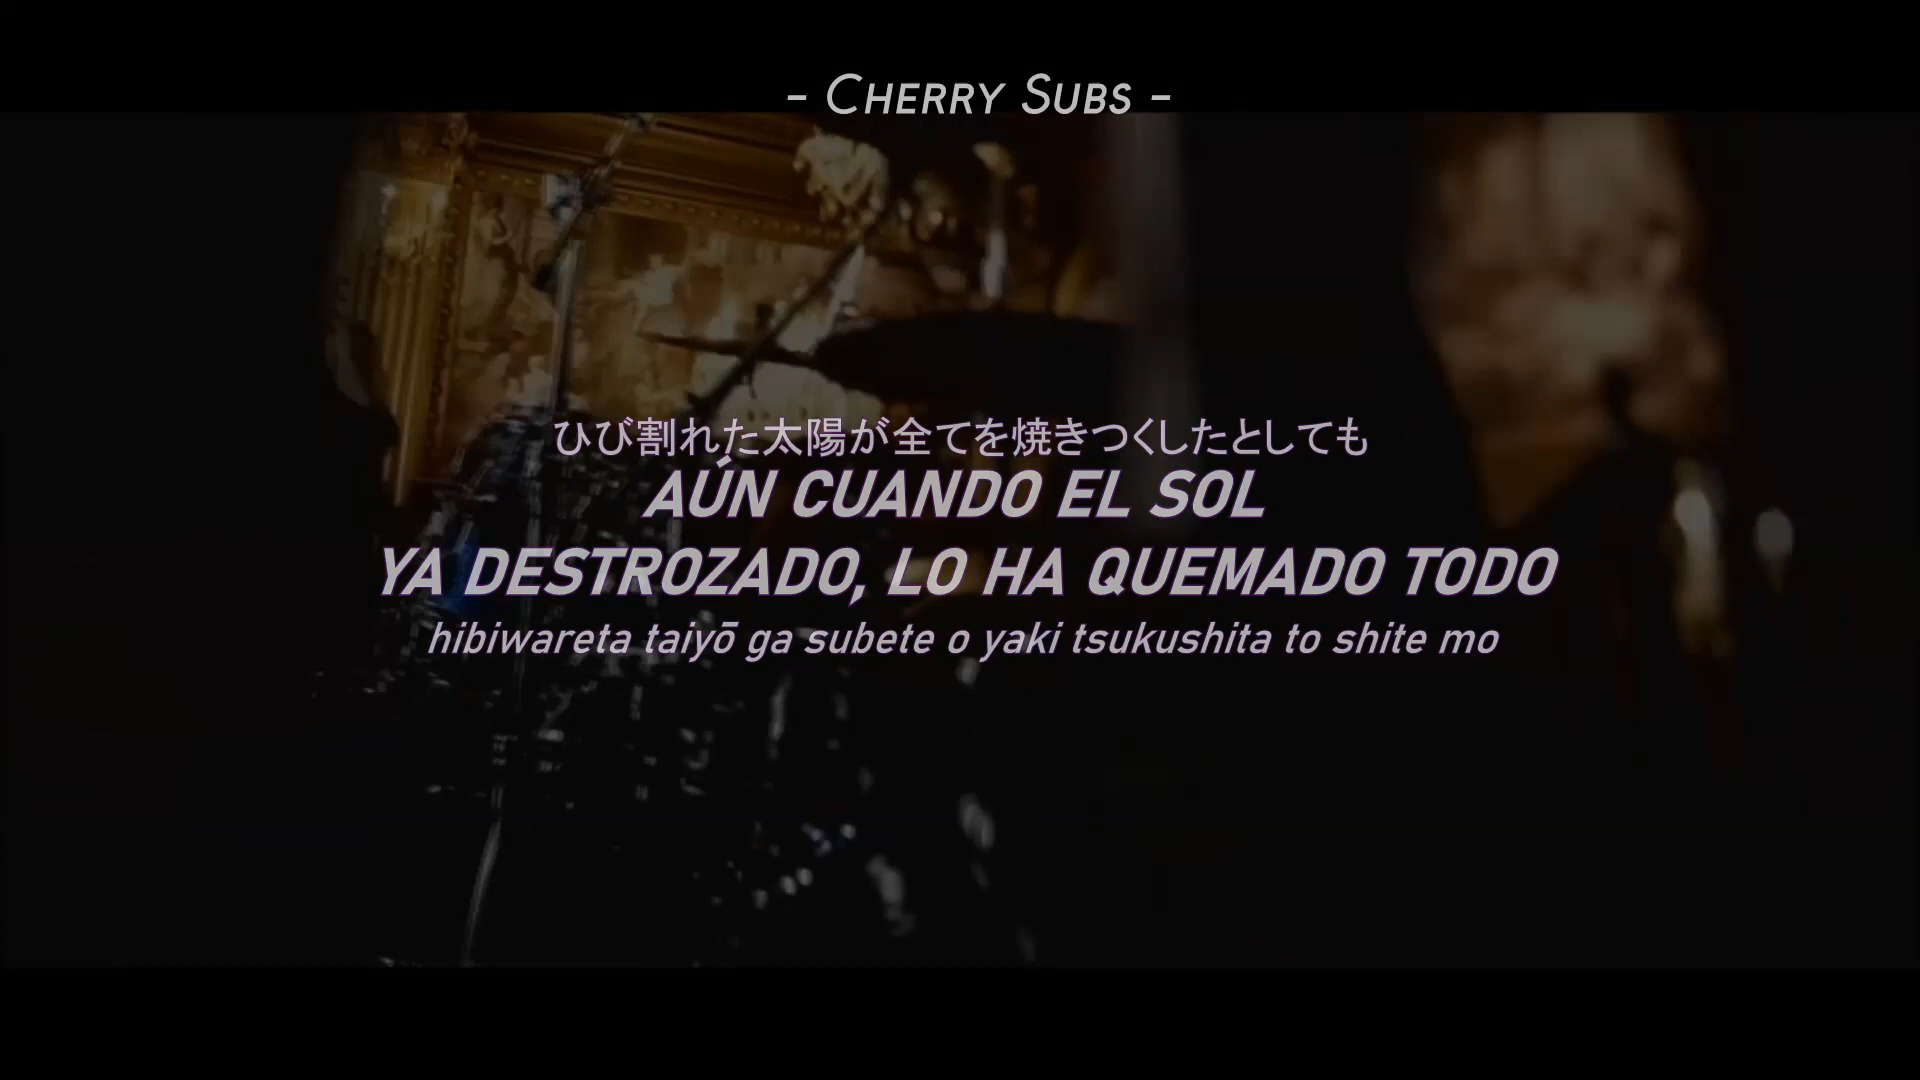 - Cherry Subs -
ひび割れた太陽が全てを焼きつくしたとしても
AÚN CUANDO EL SOL
YA DESTROZADO, LO HA QUEMADO TODO
hibiwareta taiyō ga subete o yaki tsukushita to shite mo